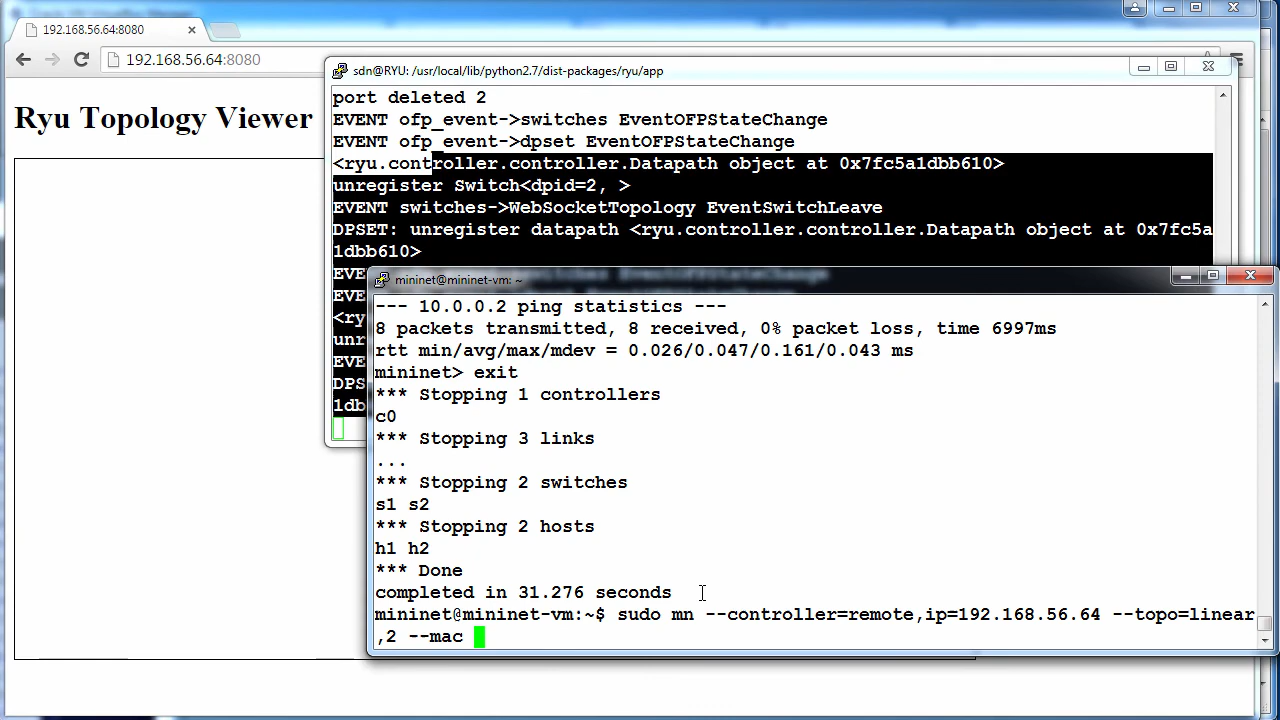 192.168.56.64:8080
192.168.56.64:8080
Ryu Topology Viewer
sdn@RYU: /usr/local/lib/python2.7/dist-packages/ryu/app
port deleted 2
EVENT ofp_event->switches EventOFPStateChange
EVENT ofp_event->dpset EventOFPStateChange
<ryu.controller.controller.Datapath object at 0x7fc5a1dbb610>
unregister Switch<dpid=2, >
EVENT switches->WebSocketTopology EventSwitchLeave
DPSET: unregister datapath <ryu.controller.controller.Datapath object at 0x7fc5a
1dbb610>
EVE
EVE
<ry
unr
EVE
DPS
1db
mininet@mininet-vm: ~
--- 10.0.0.2 ping statistics ---
8 packets transmitted, 8 received, 0% packet loss, time 6997ms
rtt min/avg/max/mdev = 0.026/0.047/0.161/0.043 ms
mininet> exit
*** Stopping 1 controllers
c0
*** Stopping 3 links
...
*** Stopping 2 switches
s1 s2
*** Stopping 2 hosts
h1 h2
*** Done
completed in 31.276 seconds
mininet@mininet-vm:~$ sudo mn --controller=remote,ip=192.168.56.64 --topo=linear
,2 --mac